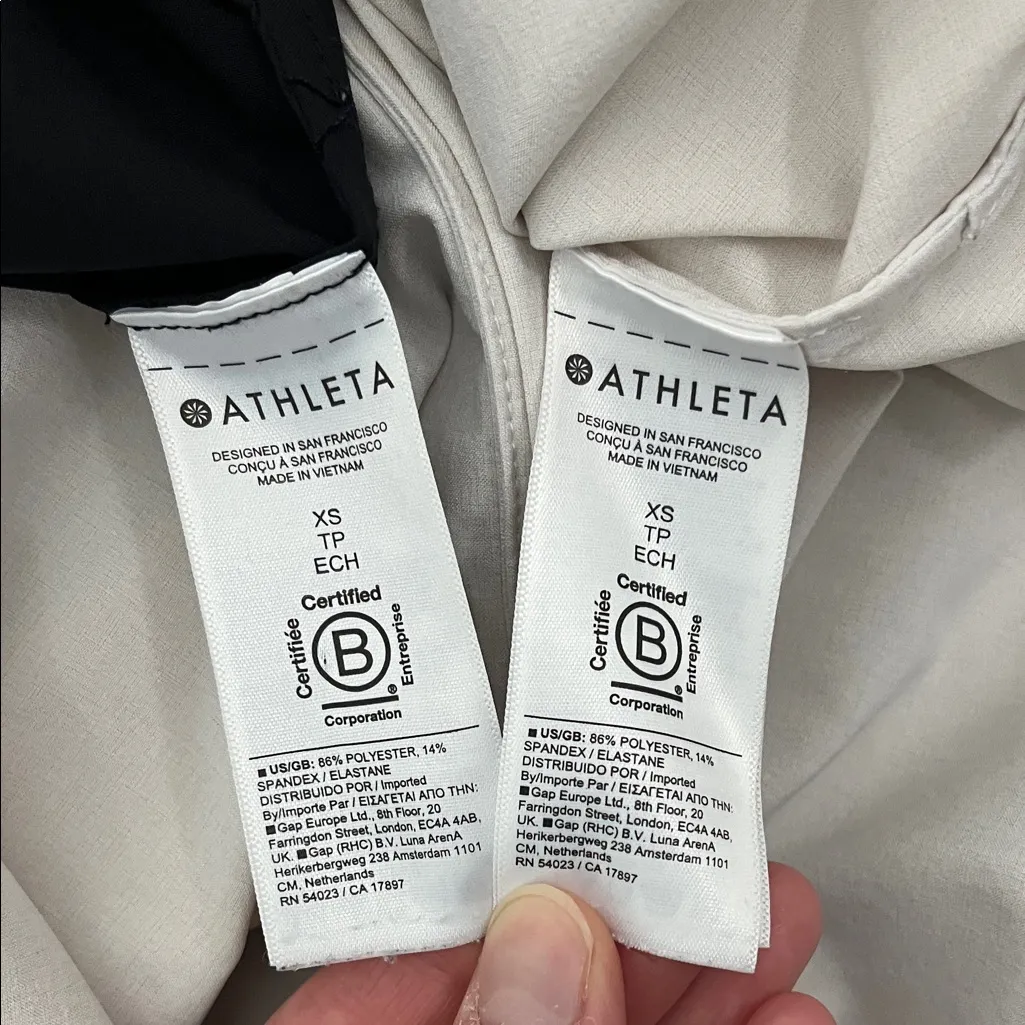 ATHLETA
DESIGNED IN SAN FRANCISCO
CONÇU À SAN FRANCISCO
MADE IN VIETNAM
XS
TP
ECH
Certified
Certifiée
B
Entreprise
®
Corporation
US/GB: 86% POLYESTER, 14%
SPANDEX / ELASTANE
DISTRIBUIDO POR / Imported
By/Importe Par / ΕΙΣΑΓΕΤΑΙ ΑΠΟ ΤΗΝ:
Gap Europe Ltd., 8th Floor, 20
Farringdon Street, London, EC4A 4AB,
UK. Gap (RHC) B.V. Luna ArenA
Herikerbergweg 238 Amsterdam 1101
CM, Netherlands
RN 54023 / CA 17897
ATHLETA
DESIGNED IN SAN FRANCISCO
CONÇU À SAN FRANCISCO
MADE IN VIETNAM
XS
TP
ECH
Certified
Certifiée
B
Entreprise
®
Corporation
US/GB: 86% POLYESTER, 14%
SPANDEX / ELASTANE
DISTRIBUIDO POR / Imported
By/Importe Par / ΕΙΣΑΓΕΤΑΙ ΑΠΟ ΤΗΝ:
Gap Europe Ltd., 8th Floor, 20
Farringdon Street, London, EC4A 4AB,
UK. Gap (RHC) B.V. Luna ArenA
Herikerbergweg 238 Amsterdam 1101
CM, Netherlands
RN 54023 / CA 17897